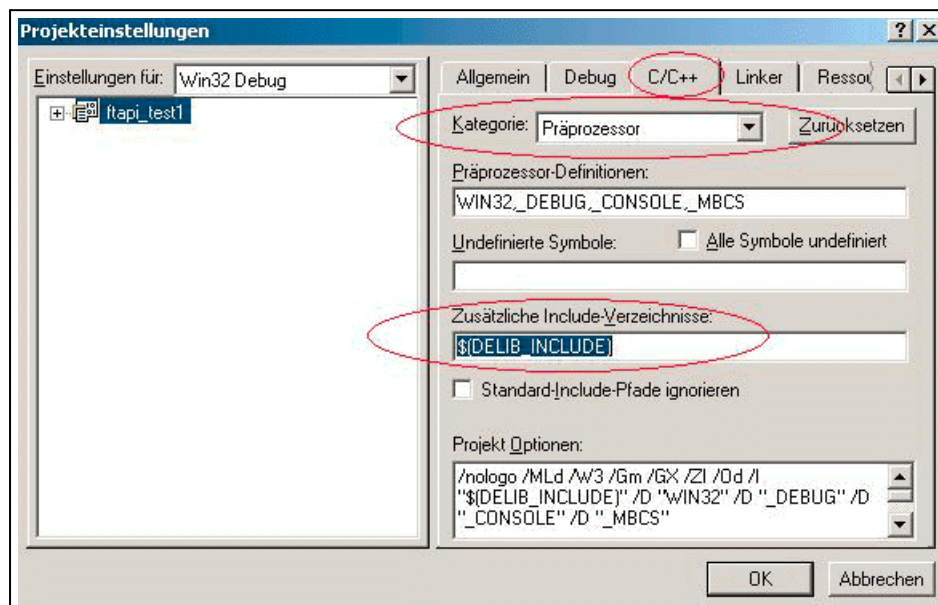 Projekteinstellungen
Einstellungen für: Win32 Debug
ftapi_test1
Allgemein Debug C/C++ Linker Ressou
Kategorie: Präprozessor Zurücksetzen
Präprozessor-Definitionen:
WIN32,_DEBUG,_CONSOLE,_MBCS
Undefinierte Symbole: Alle Symbole undefiniert
Zusätzliche Include-Verzeichnisse:
$(DELIB_INCLUDE)
Standard-Include-Pfade ignorieren
Projekt Optionen:
/nologo /MLd /W3 /Gm /GX /ZI /Od /I
"$(DELIB_INCLUDE)" /D "WIN32" /D "_DEBUG" /D
"_CONSOLE" /D "_MBCS"
OK Abbrechen